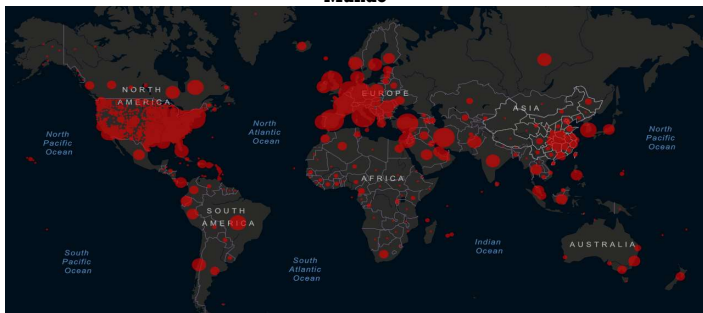 Mundo
NORTH
AMERICA
EUROPE
ASIA
North
Pacific
Ocean
North
Atlantic
Ocean
North
Pacific
Ocean
AFRICA
SOUTH
AMERICA
Indian
Ocean
AUSTRALIA
South
Pacific
Ocean
South
Atlantic
Ocean